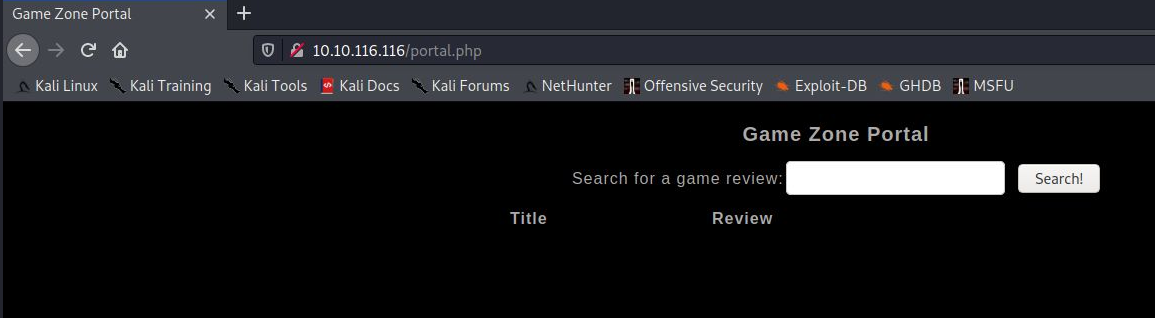 Game Zone Portal
10.10.116.116/portal.php
Kali Linux Kali Training Kali Tools Kali Docs Kali Forums NetHunter Offensive Security Exploit-DB GHDB MSFU
Game Zone Portal
Search for a game review: Search!
Title Review